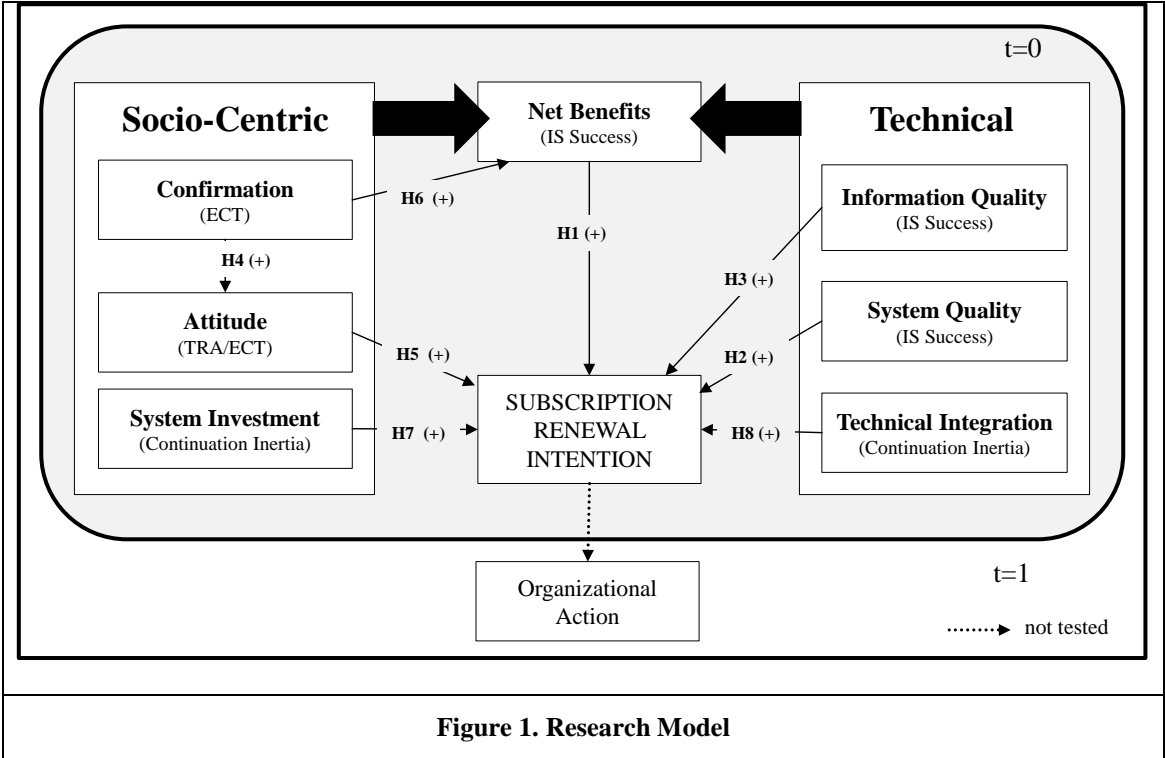 t=0
Socio-Centric
Confirmation
(ECT)
H4 (+)
Attitude
(TRA/ECT)
System Investment
(Continuation Inertia)
H6 (+)
H5 (+)
H7 (+)
Net Benefits
(IS Success)
H1 (+)
SUBSCRIPTION
RENEWAL
INTENTION
H3 (+)
H2 (+)
H8 (+)
Technical
Information Quality
(IS Success)
System Quality
(IS Success)
Technical Integration
(Continuation Inertia)
t=1
Organizational
Action
not tested
Figure 1. Research Model